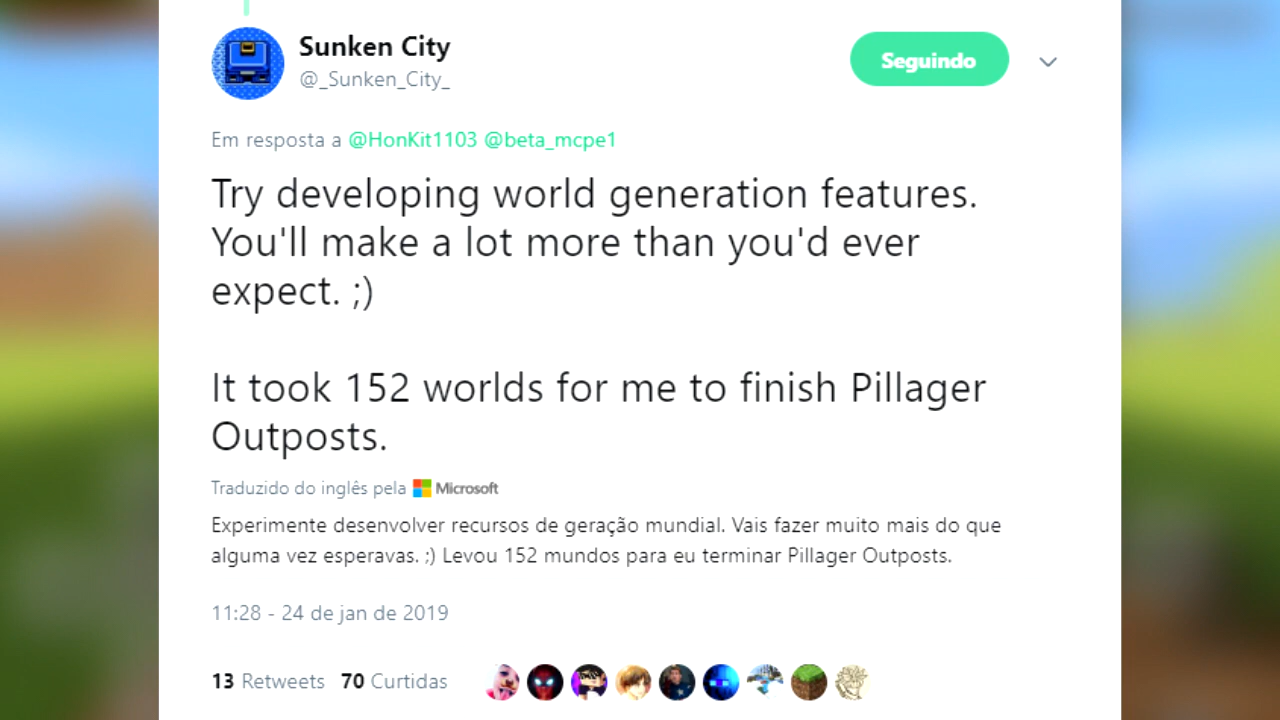 Sunken City
@_Sunken_City_
Seguindo
Em resposta a @HonKit1103 @beta_mcpe1
Try developing world generation features.
You'll make a lot more than you'd ever
expect. ;)
It took 152 worlds for me to finish Pillager
Outposts.
Traduzido do inglês pela Microsoft
Experimente desenvolver recursos de geração mundial. Vais fazer muito mais do que
alguma vez esperavas. ;) Levou 152 mundos para eu terminar Pillager Outposts.
11:28 - 24 de jan de 2019
13 Retweets 70 Curtidas